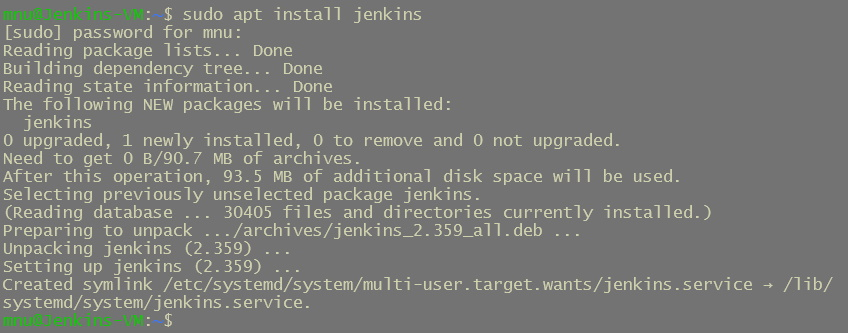 mnu@Jenkins-VM:~$ sudo apt install jenkins
[sudo] password for mnu:
Reading package lists... Done
Building dependency tree... Done
Reading state information... Done
The following NEW packages will be installed:
  jenkins
0 upgraded, 1 newly installed, 0 to remove and 0 not upgraded.
Need to get 0 B/90.7 MB of archives.
After this operation, 93.5 MB of additional disk space will be used.
Selecting previously unselected package jenkins.
(Reading database ... 30405 files and directories currently installed.)
Preparing to unpack .../archives/jenkins_2.359_all.deb ...
Unpacking jenkins (2.359) ...
Setting up jenkins (2.359) ...
Created symlink /etc/systemd/system/multi-user.target.wants/jenkins.service → /lib/
systemd/system/jenkins.service.
mnu@Jenkins-VM:~$